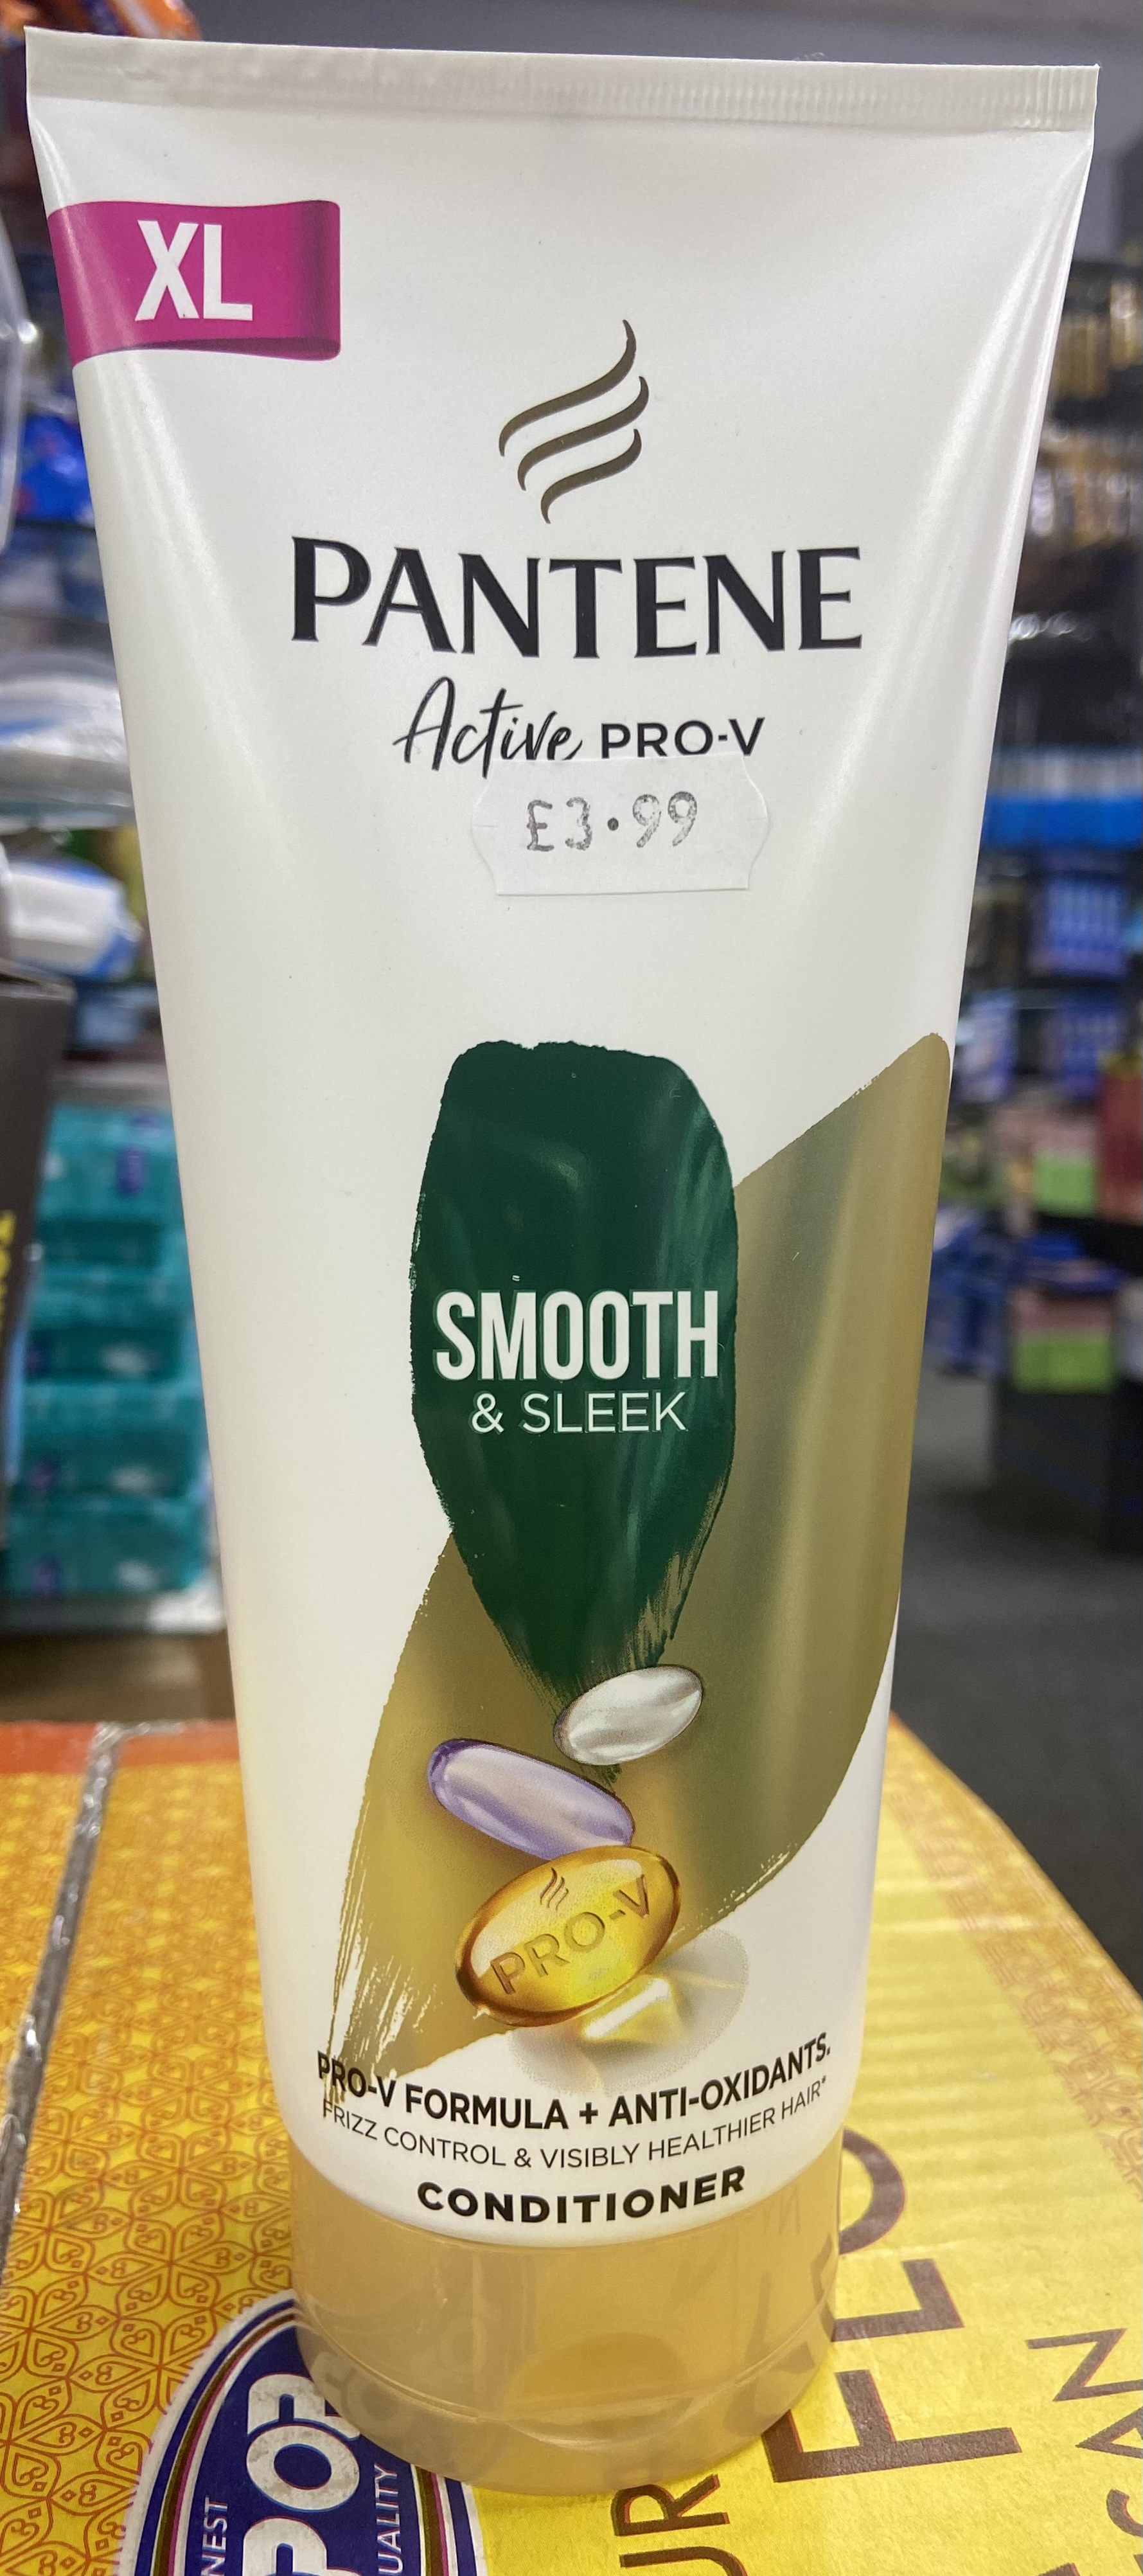 XL
PANTENE
Active PRO-V
£3.99
SMOOTH
& SLEEK
PRO-V
PRO-V FORMULA + ANTI-OXIDANTS.
FRIZZ CONTROL & VISIBLY HEALTHIER HAIR*
CONDITIONER